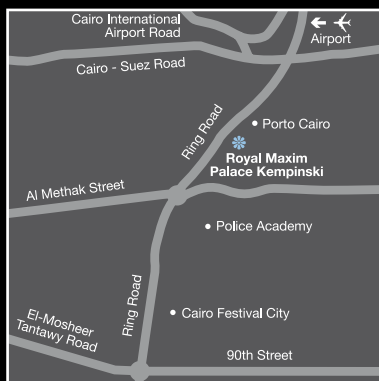 Cairo International
Airport Road
Airport
Cairo - Suez Road
Porto Cairo
Ring Road
Royal Maxim
Palace Kempinski
Al Methak Street
Police Academy
Cairo Festival City
Ring Road
El-Mosheer
Tantawy Road
90th Street